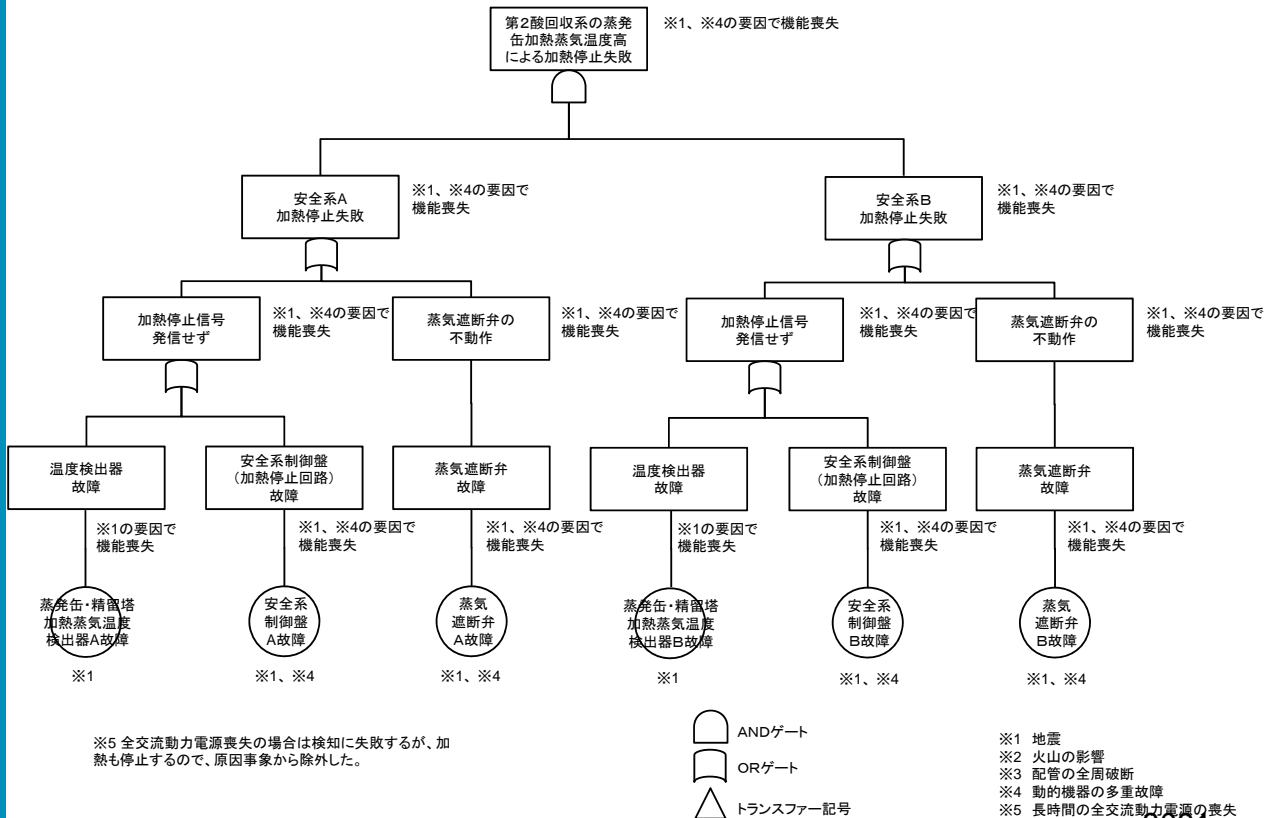 第2酸回収系の蒸発
缶加熱蒸気温度高
による加熱停止失敗
※1、※4の要因で機能喪失
安全系A
加熱停止失敗
※1、※4の要因で
機能喪失
安全系B
加熱停止失敗
※1、※4の要因で
機能喪失
加熱停止信号
発信せず
※1、※4の要因で
機能喪失
蒸気遮断弁の
不動作
※1、※4の要因で
機能喪失
加熱停止信号
発信せず
※1、※4の要因で
機能喪失
蒸気遮断弁の
不動作
※1、※4の要因で
機能喪失
温度検出器
故障
安全系制御盤
（加熱停止回路）
故障
蒸気遮断弁
故障
温度検出器
故障
安全系制御盤
（加熱停止回路）
故障
蒸気遮断弁
故障
※1の要因で
機能喪失
※1、※4の要因で
機能喪失
※1、※4の要因で
機能喪失
※1の要因で
機能喪失
※1、※4の要因で
機能喪失
※1、※4の要因で
機能喪失
蒸発缶・精留塔
加熱蒸気温度
検出器A故障
安全系
制御盤
A故障
蒸気
遮断弁
A故障
蒸発缶・精留塔
加熱蒸気温度
検出器B故障
安全系
制御盤
B故障
蒸気
遮断弁
B故障
※1
※1、※4
※1、※4
※1
※1、※4
※1、※4
※5 全交流動力電源喪失の場合は検知に失敗するが、加
熱も停止するので、原因事象から除外した。
ANDゲート
ORゲート
トランスファー記号
※1 地震
※2 火山の影響
※3 配管の全周破断
※4 動的機器の多重故障
※5 長時間の全交流動力電源の喪失